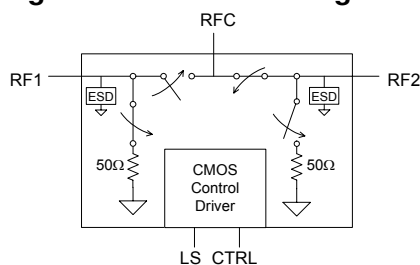 RFC
RF1
RF2
ESD
ESD
50Ω
50Ω
CMOS
Control
Driver
LS CTRL